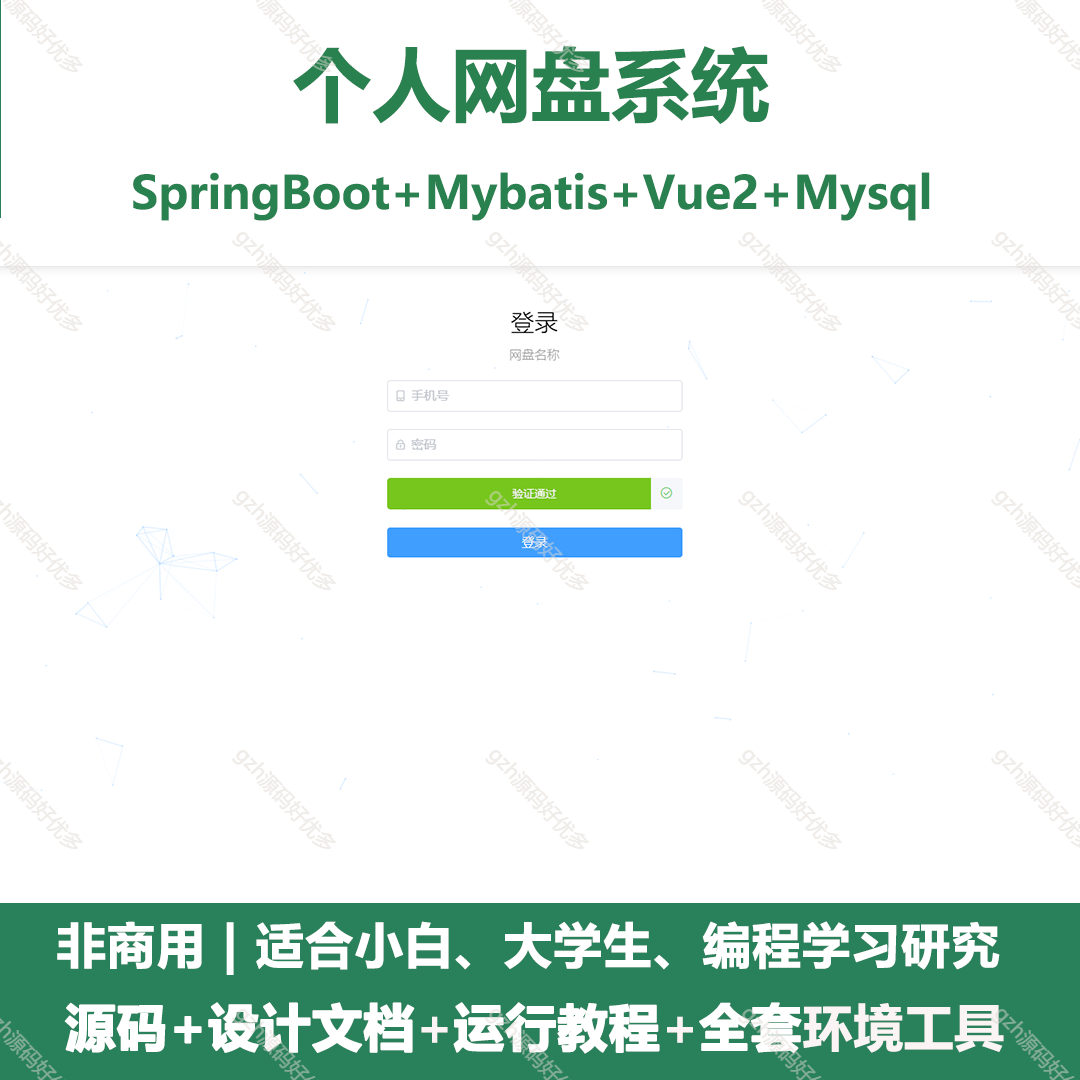 个人网盘系统
SpringBoot+Mybatis+Vue2+Mysql
登录
网盘名称
手机号
密码
验证通过
登录
非商用｜适合小白、大学生、编程学习研究
源码+设计文档+运行教程+全套环境工具
gzh源码好优多